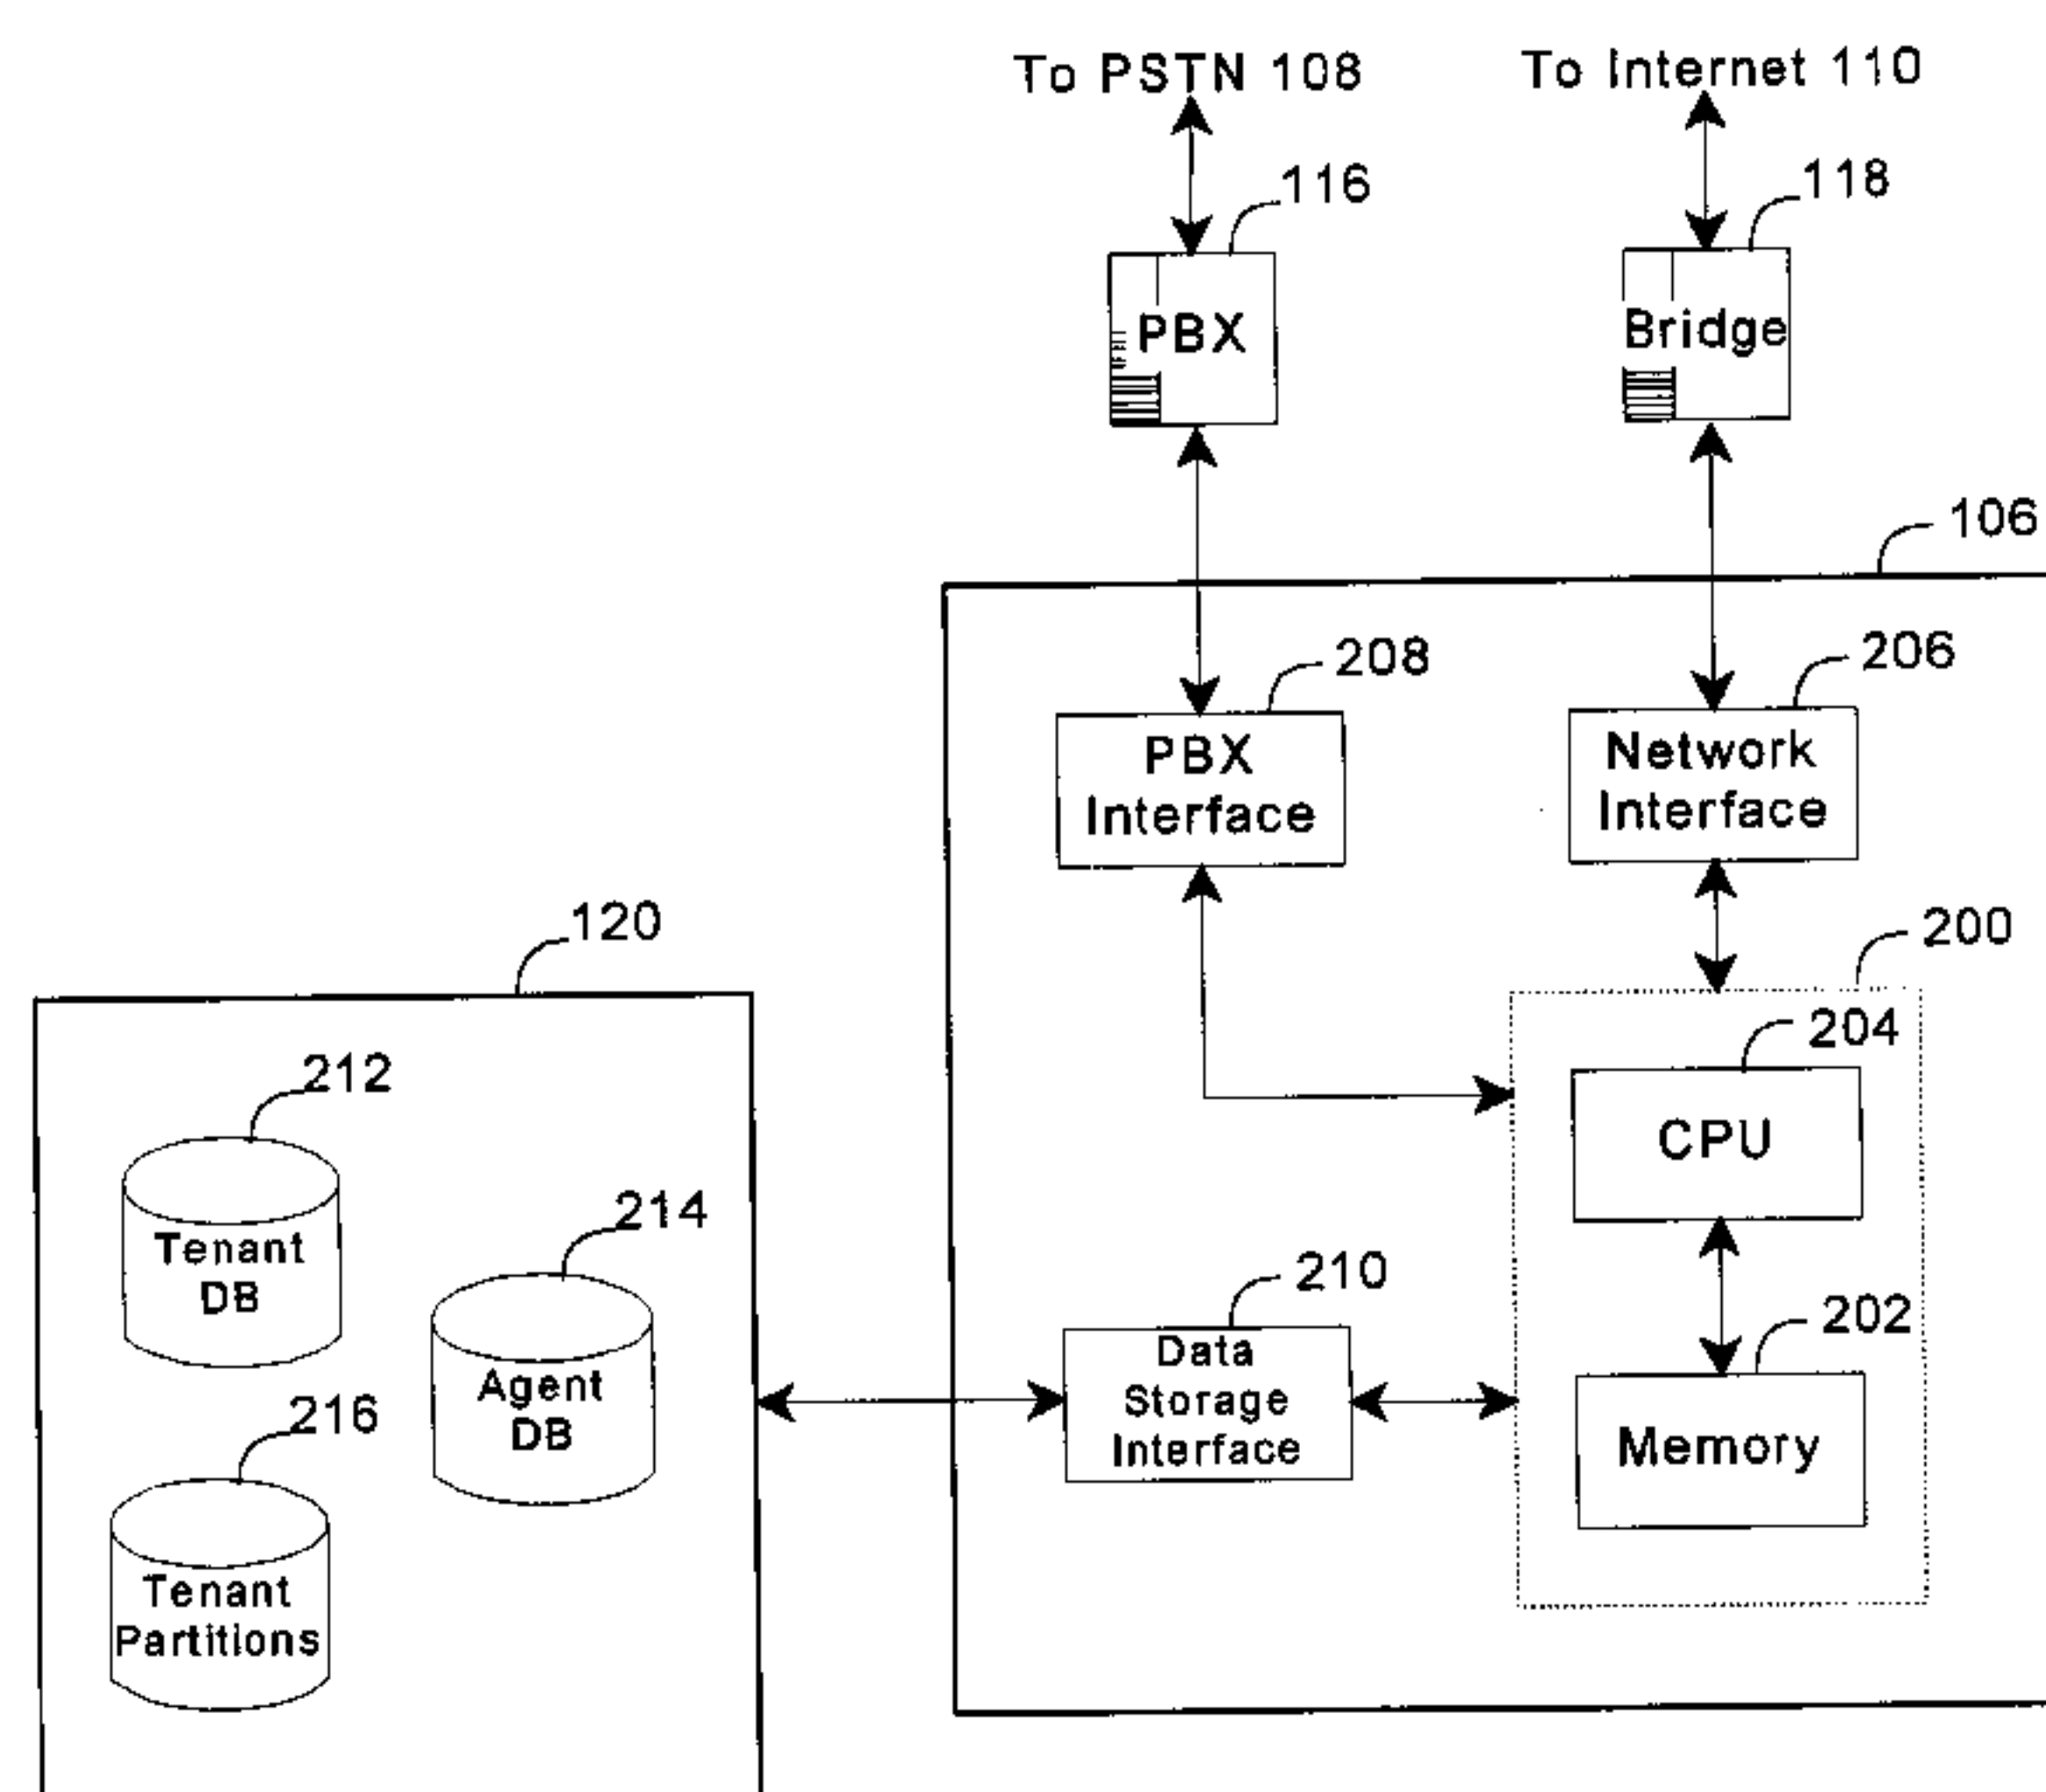 To PSTN 108
To Internet 110
116
118
PBX
Bridge
106
208
206
PBX
Interface
Network
Interface
120
200
204
212
CPU
214
Tenant
DB
210
202
Agent
DB
Data
Storage
Interface
216
Memory
Tenant
Partitions